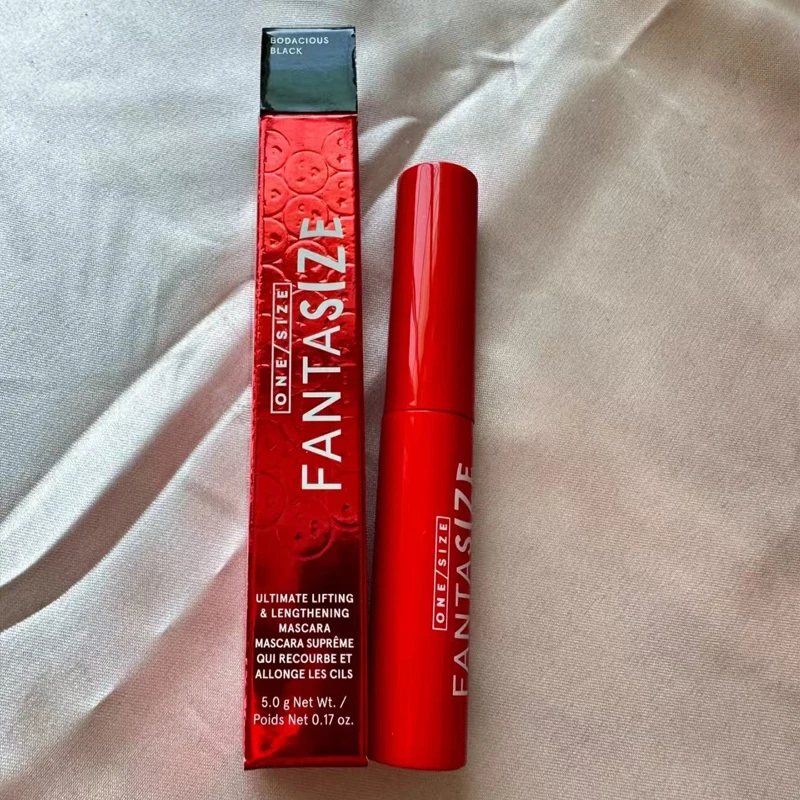 BODACIOUS
BLACK
ONE/SIZE
FANTASIZE
ULTIMATE LIFTING
& LENGTHENING
MASCARA
MASCARA SUPRÊME
QUI RECOURBE ET
ALLONGE LES CILS
5.0 g Net Wt. /
Poids Net 0.17 oz.
ONE/SIZE
FANTASIZE